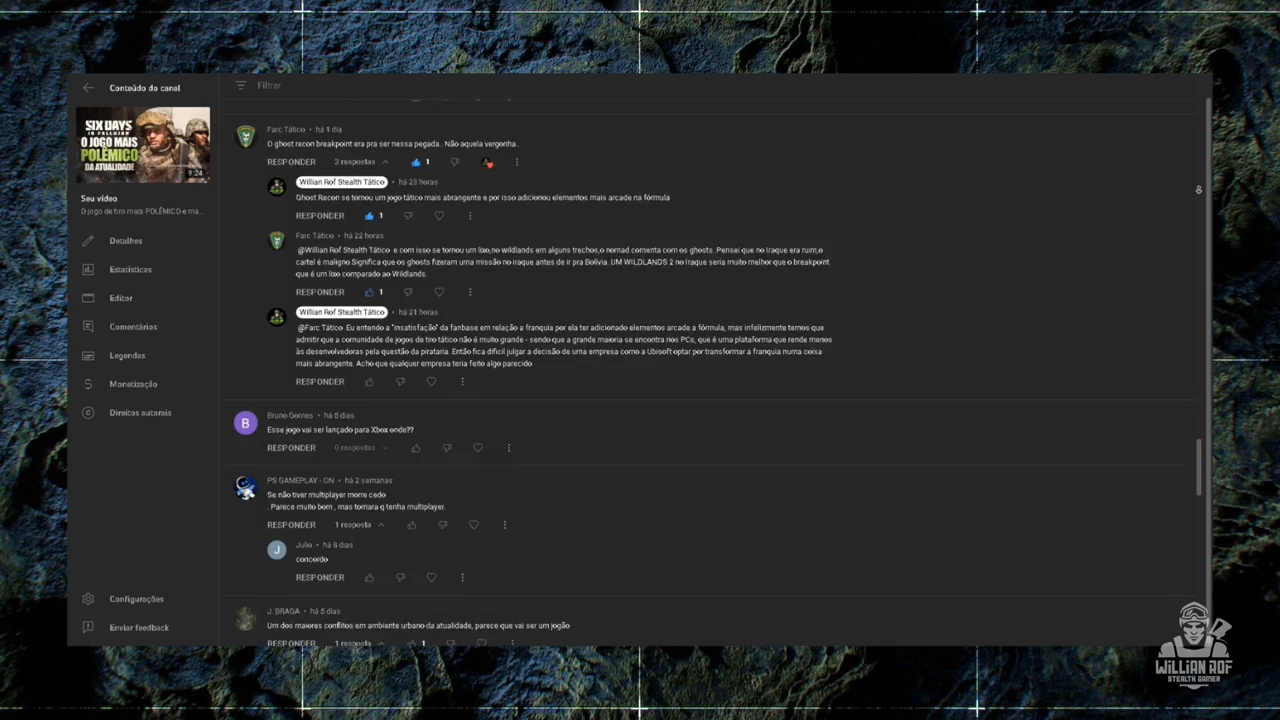 Conteúdo do canal
SIX DAYS
IN FALLUJAH
O JOGO MAIS
POLÊMICO
DA ATUALIDADE
9:24
Seu vídeo
O jogo de tiro mais POLÊMICO e ma...
Detalhes
Estatísticas
Editor
Comentários
Legendas
Monetização
Direitos autorais
Configurações
Enviar feedback
Filtrar
Farc Tático • há 1 dia
O ghost recon breakpoint era pra ser nessa pegada. Não aquela vergonha.
RESPONDER 3 respostas 1
Willian Rof Stealth Tático • há 23 horas
Ghost Recon se tornou um jogo tático mais abrangente e por isso adicionou elementos mais arcade na fórmula
RESPONDER 1
Farc Tático • há 22 horas
@Willian Rof Stealth Tático e com isso se tornou um lixo,no wildlands em alguns trechos,o nomad comenta com os ghosts. Pensei que no Iraque era ruim,o
cartel é maligno.Significa que os ghosts fizeram uma missão no iraque antes de ir pra Bolívia. UM WILDLANDS 2 no Iraque seria muito melhor que o breakpoint
que é um lixo comparado ao Wildlands.
RESPONDER 1
Willian Rof Stealth Tático • há 21 horas
@Farc Tático Eu entendo a "insatisfação" da fanbase em relação a franquia por ela ter adicionado elementos arcade a fórmula, mas infelizmente temos que
admitir que a comunidade de jogos de tiro tático não é muito grande - sendo que a grande maioria se encontra nos PCs, que é uma plataforma que rende menos
às desenvolvedoras pela questão da pirataria. Então fica difícil julgar a decisão de uma empresa como a Ubisoft optar por transformar a franquia numa coisa
mais abrangente. Acho que qualquer empresa teria feito algo parecido
RESPONDER
B
Bruno Gomes • há 6 dias
Esse jogo vai ser lançado para Xbox onde??
RESPONDER 0 respostas
PS GAMEPLAY - ON • há 2 semanas
Se não tiver multiplayer morre cedo
. Parece muito bom , mas tomara q tenha multiplayer.
RESPONDER 1 resposta
J
Julio • há 8 dias
concordo
RESPONDER
J. BRAGA • há 6 dias
Um dos maiores conflitos em ambiente urbano da atualidade, parece que vai ser um jogão
RESPONDER 1 resposta 1
WILLIAN ROF
STEALTH GAMER